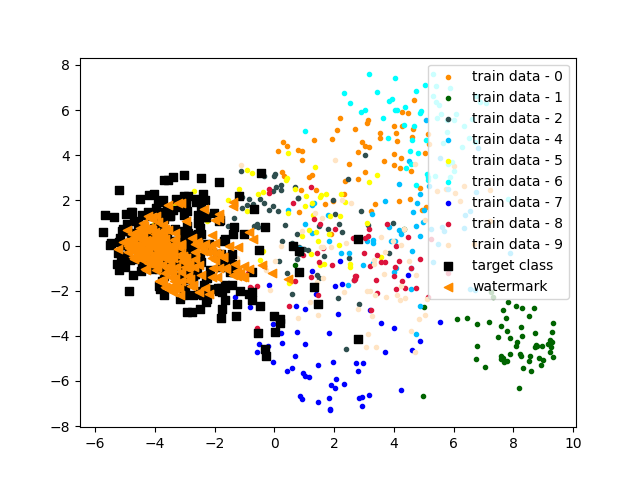 8
6
4
2
0
−2
−4
−6
−8
−6
−4
−2
0
2
4
6
8
10
train data - 0
train data - 1
train data - 2
train data - 4
train data - 5
train data - 6
train data - 7
train data - 8
train data - 9
target class
watermark